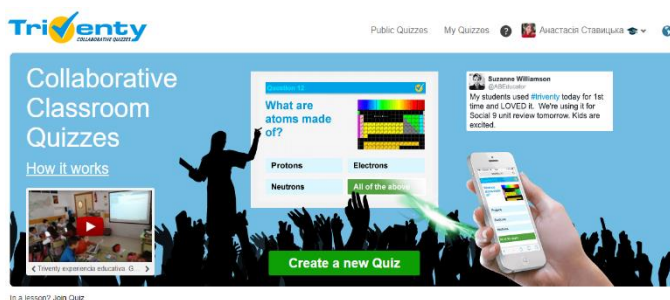 Triventy
COLLABORATIVE QUIZZES
Public Quizzes My Quizzes ? Анастасія Ставицька
Collaborative
Classroom
Quizzes
How it works
Triventy experiencia educativa G...
Question 12
What are
atoms made
of?
Protons Electrons
Neutrons All of the above
Suzanne Williamson
My students used #triventy today for 1st
time and LOVED it. We're using it for
Social 9 unit review tomorrow. Kids are
excited.
Create a new Quiz
In a lesson? Join Quiz